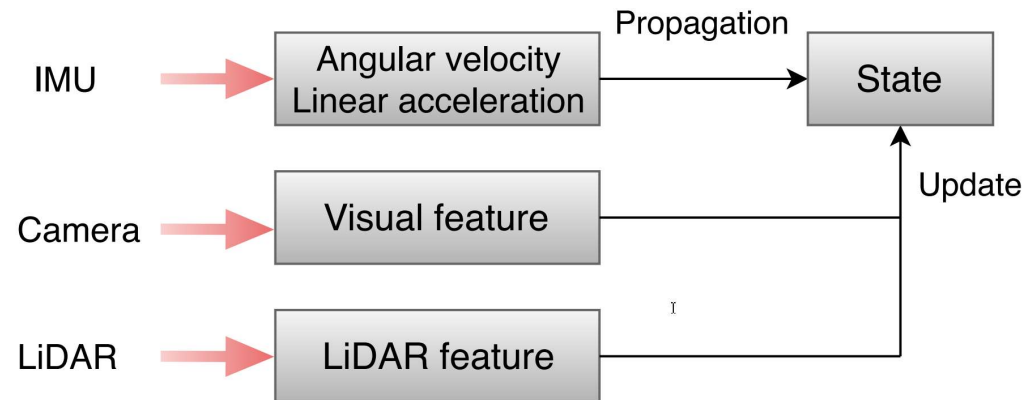 Propagation
IMU
Angular velocity
Linear acceleration
State
Update
Camera
Visual feature
LiDAR
LiDAR feature